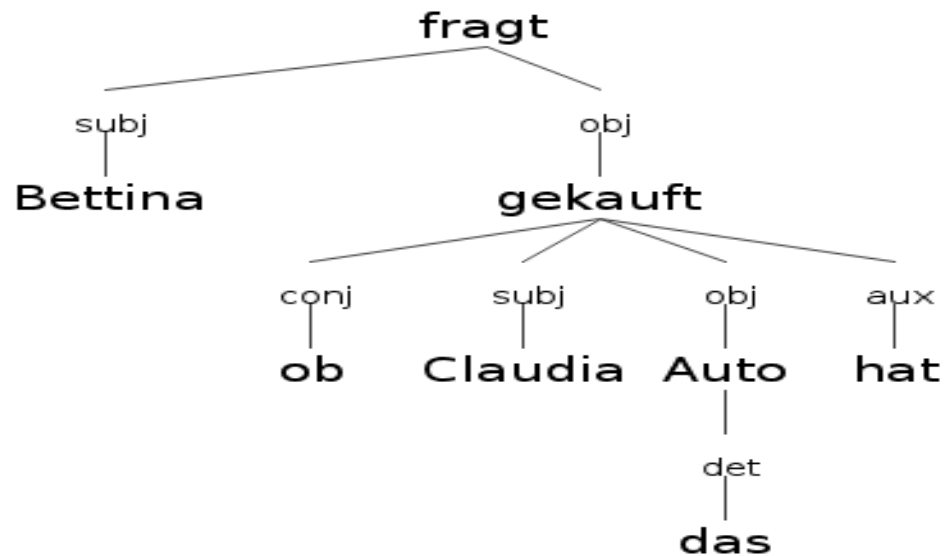 fragt
subj obj
Bettina gekauft
conj subj obj aux
ob Claudia Auto hat
det
das